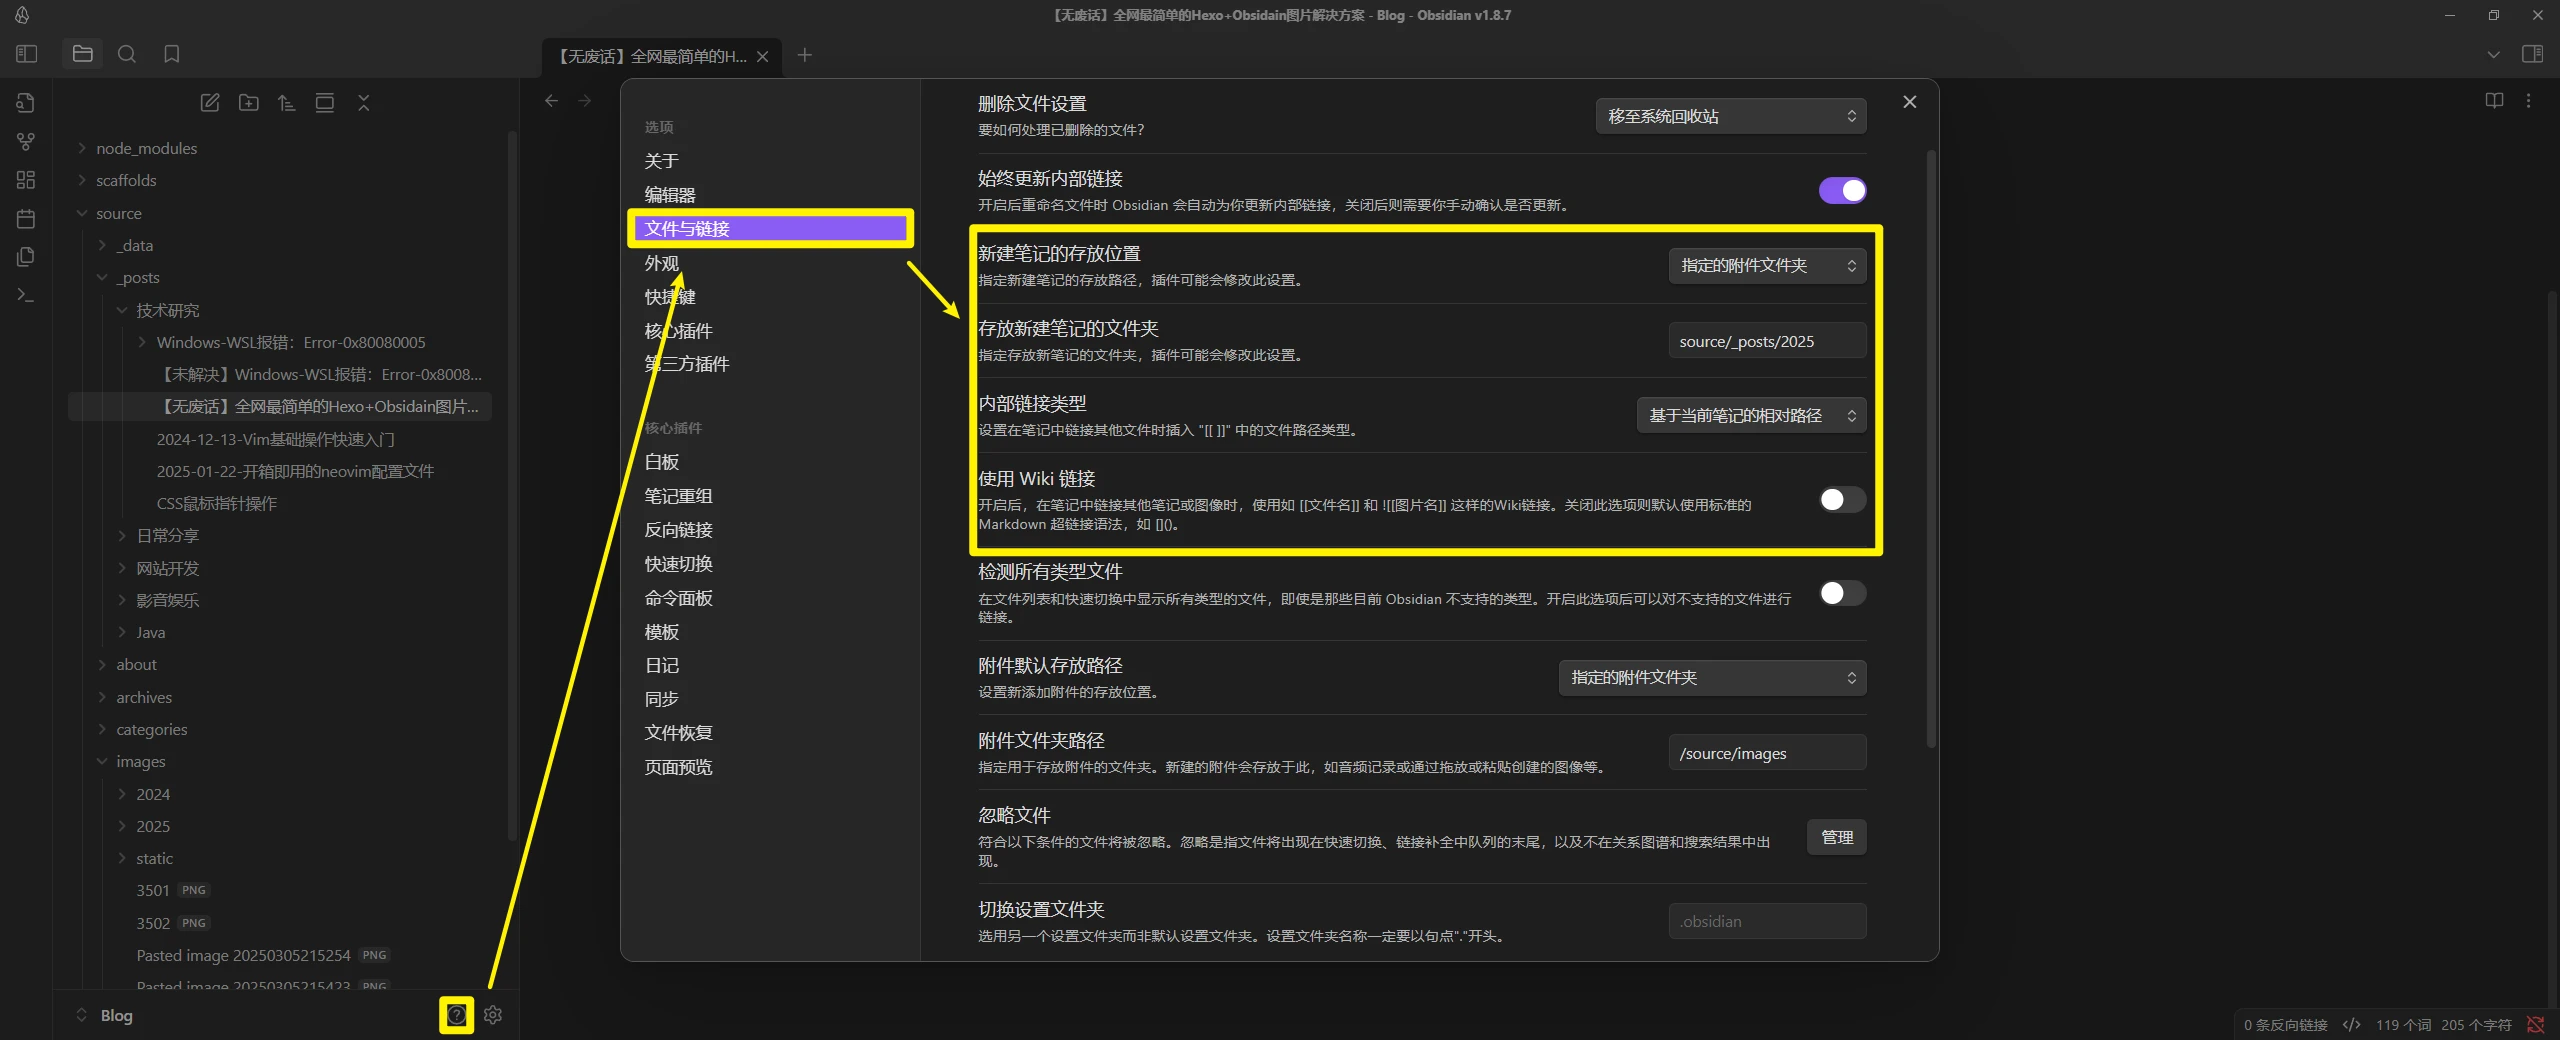 【无废话】全网最简单的Hexo+Obsidain图片解决方案 - Blog - Obsidian v1.8.7
【无废话】全网最简单的H...
node_modules
scaffolds
source
_data
_posts
技术研究
Windows-WSL报错：Error-0x80080005
【未解决】Windows-WSL报错：Error-0x8008...
【无废话】全网最简单的Hexo+Obsidain图片...
2024-12-13-Vim基础操作快速入门
2025-01-22-开箱即用的neovim配置文件
CSS鼠标指针操作
日常分享
网站开发
影音娱乐
Java
about
archives
categories
images
2024
2025
static
3501 PNG
3502 PNG
Pasted image 20250305215254 PNG
Pasted image 20250305215423 PNG
Blog
选项
关于
编辑器
文件与链接
外观
快捷键
核心插件
第三方插件
核心插件
白板
笔记重组
反向链接
快速切换
命令面板
模板
日记
同步
文件恢复
页面预览
删除文件设置
要如何处理已删除的文件？
移至系统回收站
始终更新内部链接
开启后重命名文件时 Obsidian 会自动为你更新内部链接，关闭后则需要你手动确认是否更新。
新建笔记的存放位置
指定新建笔记的存放路径，插件可能会修改此设置。
指定的附件文件夹
存放新建笔记的文件夹
指定存放新笔记的文件夹，插件可能会修改此设置。
source/_posts/2025
内部链接类型
设置在笔记中链接其他文件时插入 "[[ ]]" 中的文件路径类型。
基于当前笔记的相对路径
使用 Wiki 链接
开启后，在笔记中链接其他笔记或图像时，使用如 [[文件名]] 和 ![[图片名]] 这样的Wiki链接。关闭此选项则默认使用标准的
Markdown 超链接语法，如 []()。
检测所有类型文件
在文件列表和快速切换中显示所有类型的文件，即使是那些目前 Obsidian 不支持的类型。开启此选项后可以对不支持的文件进行
链接。
附件默认存放路径
设置新添加附件的存放位置。
指定的附件文件夹
附件文件夹路径
指定用于存放附件的文件夹。新建的附件会存放于此，如音频记录或通过拖放或粘贴创建的图像等。
/source/images
忽略文件
符合以下条件的文件将被忽略。忽略是指文件将出现在快速切换、链接补全中队列的末尾，以及不在关系图谱和搜索结果中出
现。
管理
切换设置文件夹
选用另一个设置文件夹而非默认设置文件夹。设置文件夹名称一定要以句点"."开头。
.obsidian
0 条反向链接 </> 119 个词 205 个字符